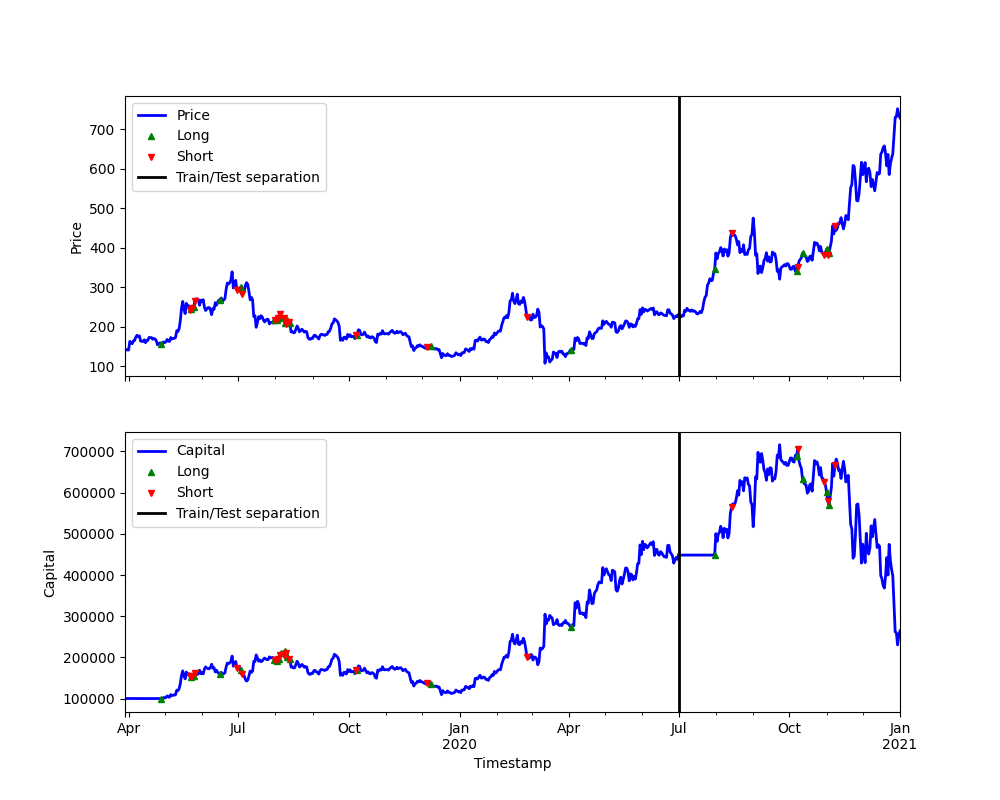 Price
Long
Short
Train/Test separation
700
600
500
400
300
200
100
Price
Capital
Long
Short
Train/Test separation
700000
600000
500000
400000
300000
200000
100000
Capital
Apr Jul Oct Jan Apr Jul Oct Jan
2020 2021
Timestamp